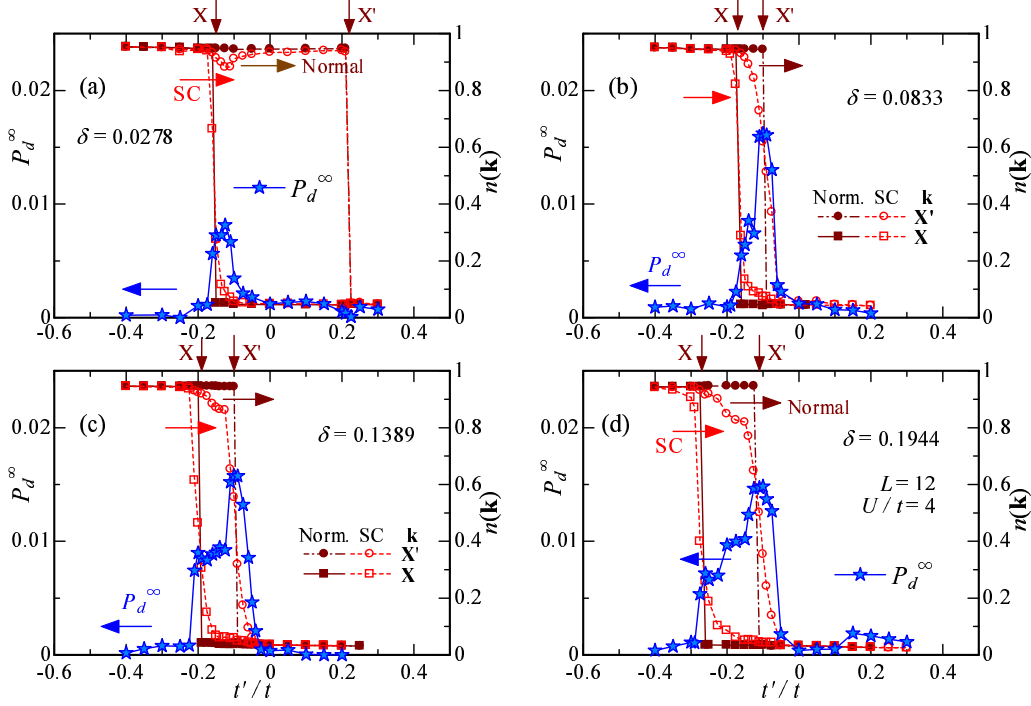 X X' X X'
0.02
0.01
0
P_d^∞
(a)
δ = 0.0278
SC
Normal
P_d^∞
1
0.8
0.6
0.4
0.2
0
n(k)
-0.6 -0.4 -0.2 0.0 0.2 0.4
0.02
0.01
0
P_d^∞
(b)
δ = 0.0833
Norm. SC k
X'
X
P_d^∞
1
0.8
0.6
0.4
0.2
0
n(k)
-0.6 -0.4 -0.2 0.0 0.2 0.4
X X' X X'
0.02
0.01
0
P_d^∞
(c)
δ = 0.1389
Norm. SC k
X'
X
P_d^∞
1
0.8
0.6
0.4
0.2
0
n(k)
-0.6 -0.4 -0.2 0.0 0.2 0.4
t' / t
0.02
0.01
0
P_d^∞
(d)
Normal
SC
δ = 0.1944
L = 12
U / t = 4
P_d^∞
1
0.8
0.6
0.4
0.2
0
n(k)
-0.6 -0.4 -0.2 0.0 0.2 0.4
t' / t